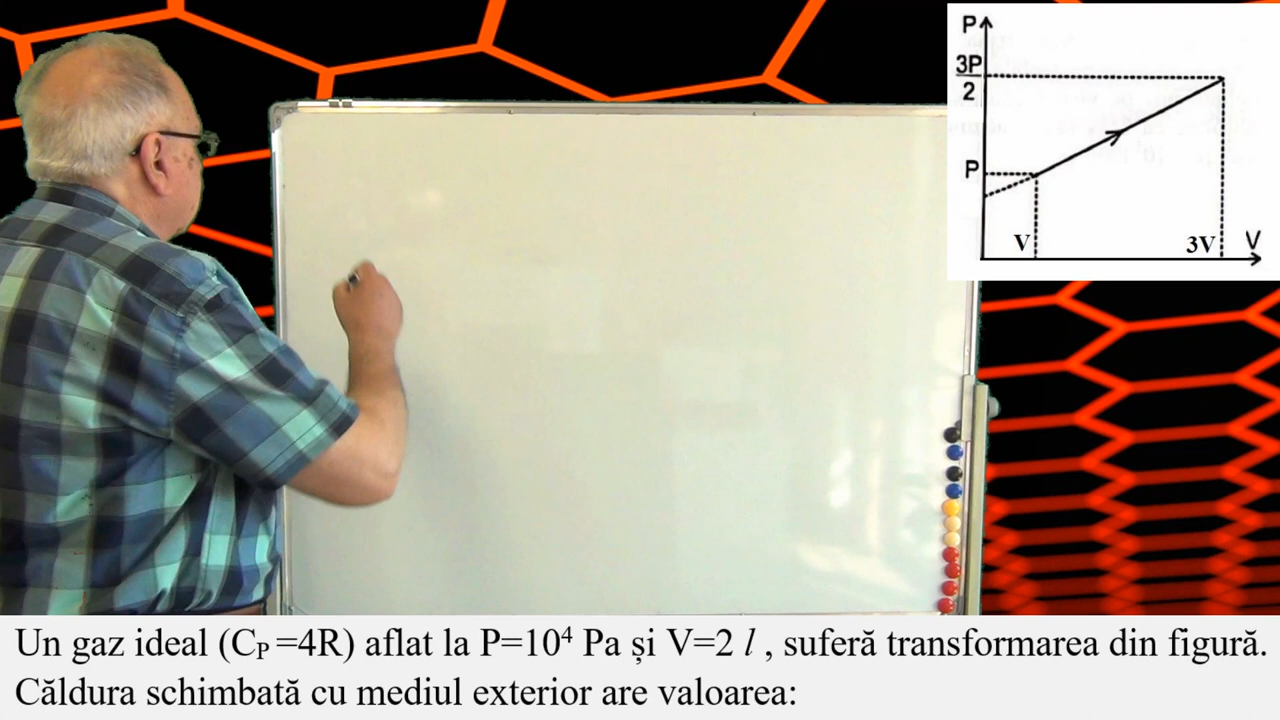 P
3P
2
P
V
3V
V
Un gaz ideal (C_P =4R) aflat la P=10⁴ Pa și V=2 l , suferă transformarea din figură.
Căldura schimbată cu mediul exterior are valoarea: